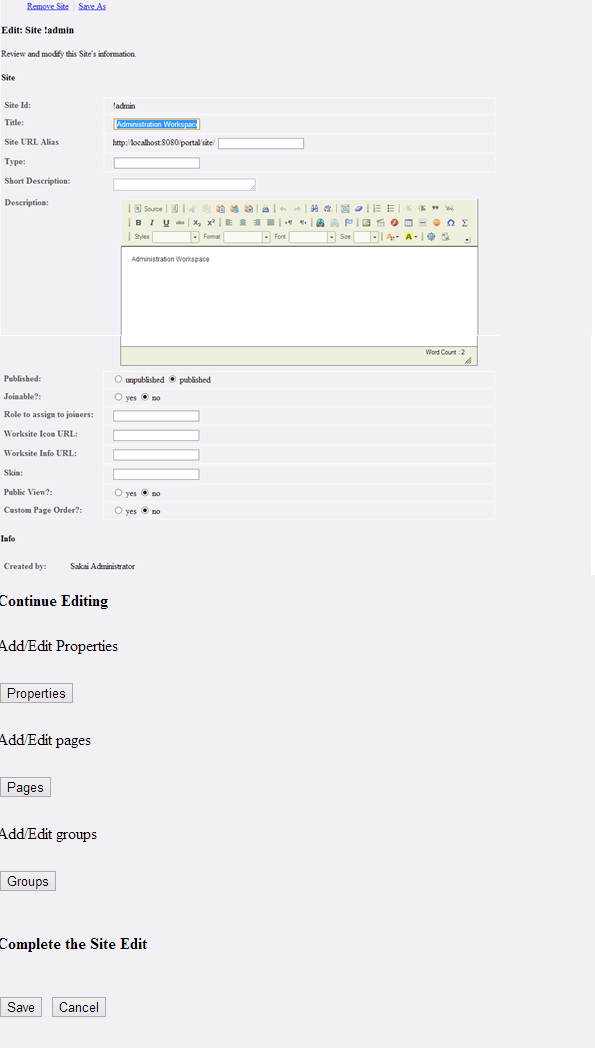 Remove Site | Save As
Edit: Site !admin
Review and modify this Site's information.
Site
Site Id: !admin
Title: Administration Workspace
Site URL Alias http://localhost:8080/portal/site/
Type:
Short Description:
Description:
Source
B I U abc X2 X2
Styles Format Font Size
Administration Workspace
Word Count : 2
Published: unpublished published
Joinable?: yes no
Role to assign to joiners:
Worksite Icon URL:
Worksite Info URL:
Skin:
Public View?: yes no
Custom Page Order?: yes no
Info
Created by: Sakai Administrator
Continue Editing
Add/Edit Properties
Properties
Add/Edit pages
Pages
Add/Edit groups
Groups
Complete the Site Edit
Save Cancel